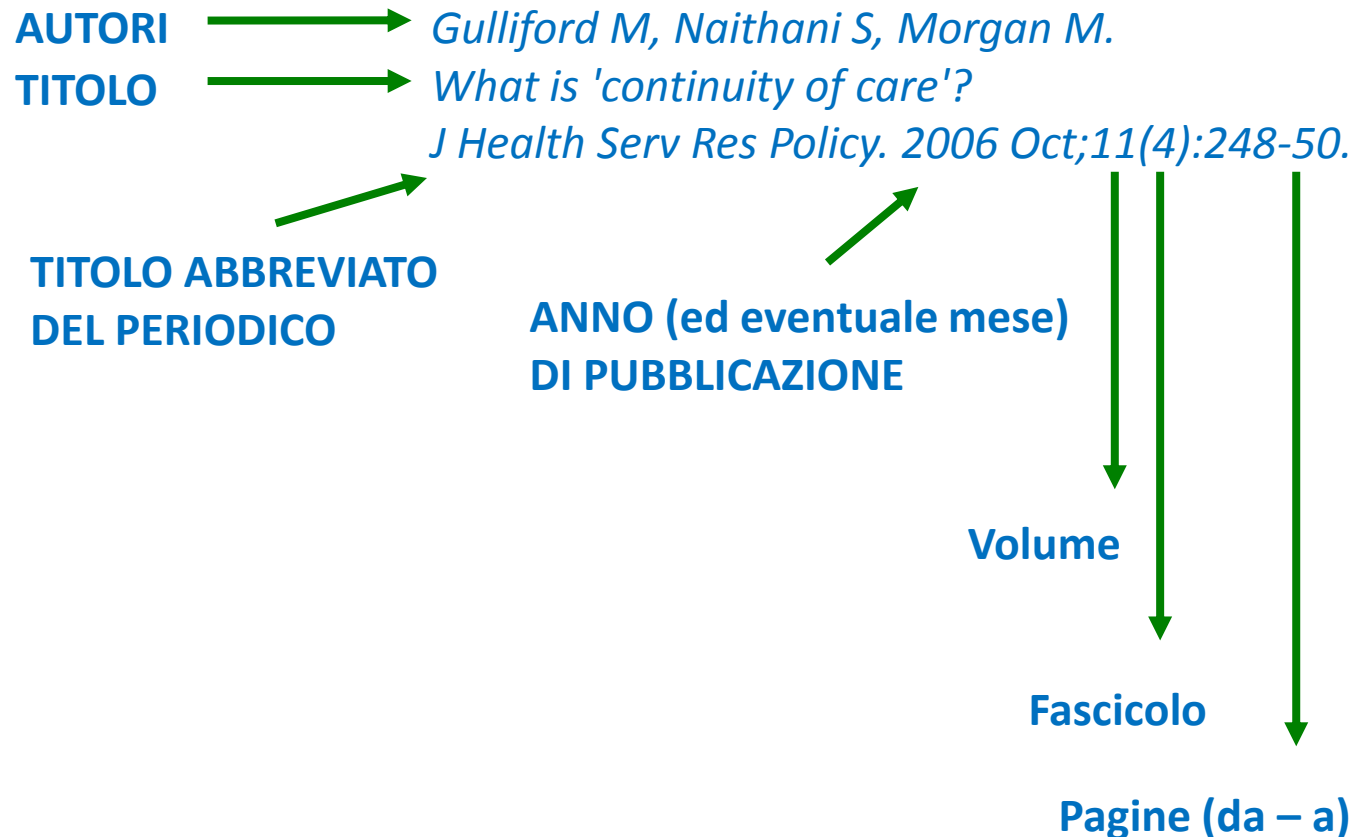 AUTORI
Gulliford M, Naithani S, Morgan M.
TITOLO
What is 'continuity of care'?
J Health Serv Res Policy. 2006 Oct;11(4):248-50.
TITOLO ABBREVIATO
DEL PERIODICO
ANNO (ed eventuale mese)
DI PUBBLICAZIONE
Volume
Fascicolo
Pagine (da – a)